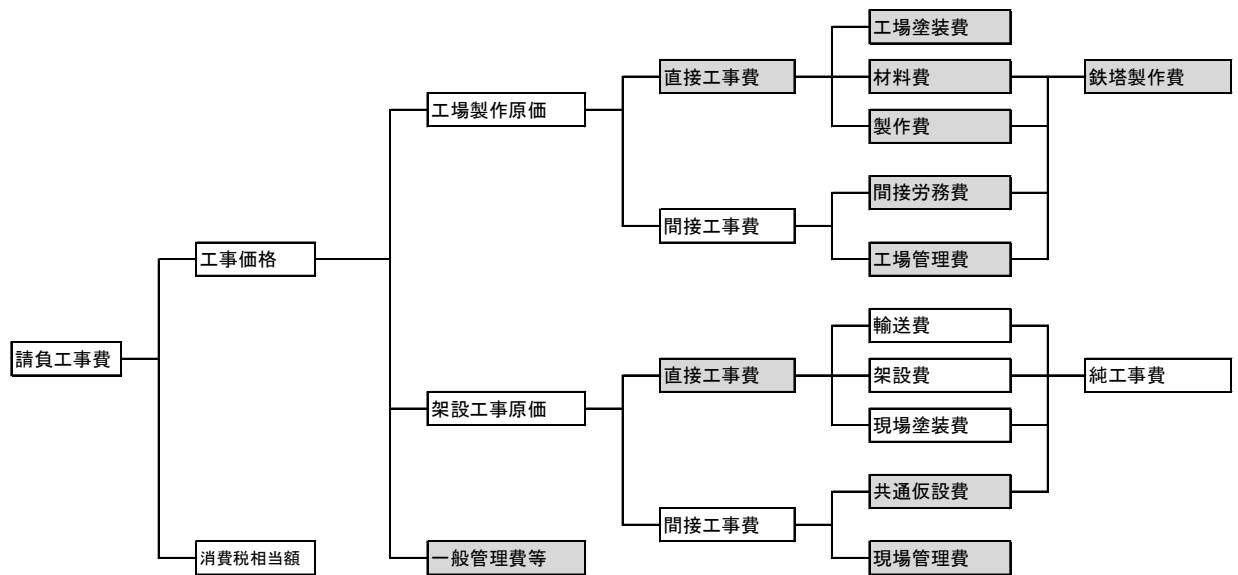 工場塗装費
直接工事費
材料費
鉄塔製作費
工場製作原価
製作費
間接労務費
間接工事費
工事価格
工場管理費
輸送費
請負工事費
直接工事費
架設費
純工事費
架設工事原価
現場塗装費
共通仮設費
間接工事費
消費税相当額
一般管理費等
現場管理費